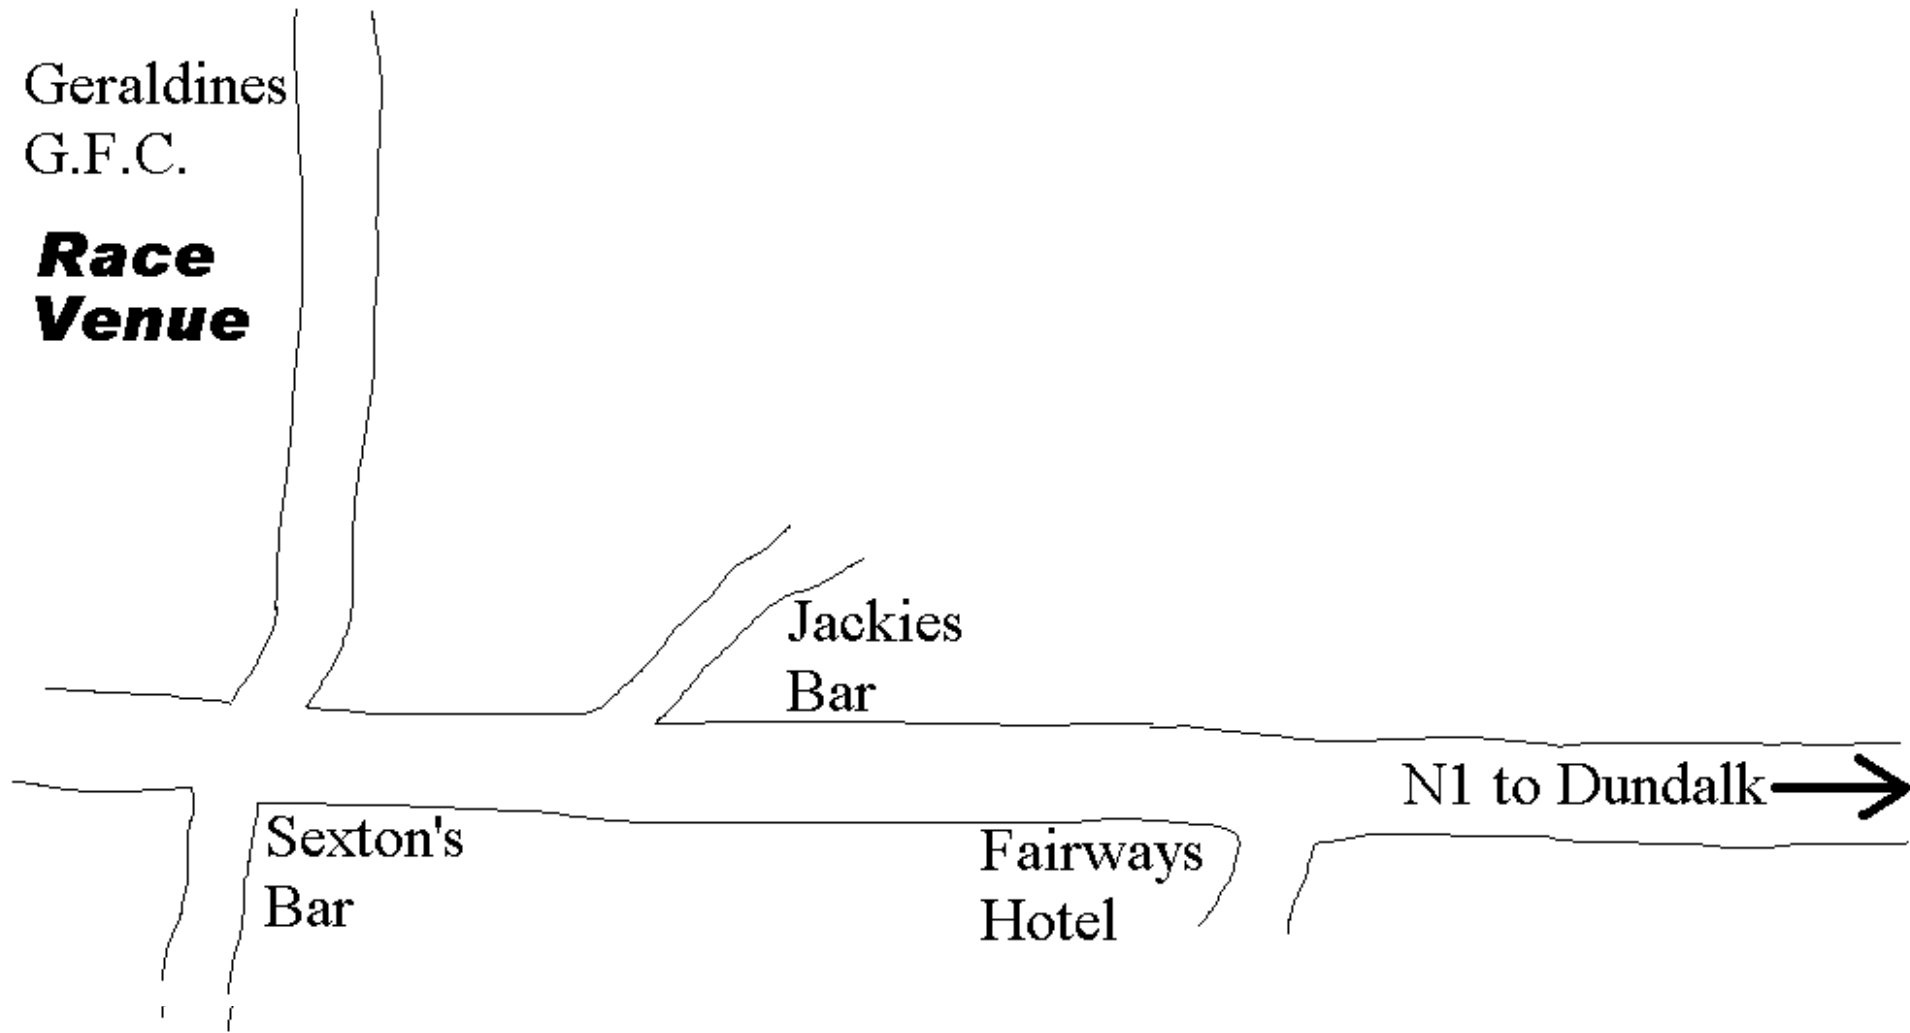 Geraldines
G.F.C.
Race
Venue
Jackies
Bar
N1 to Dundalk
Sexton's
Bar
Fairways
Hotel